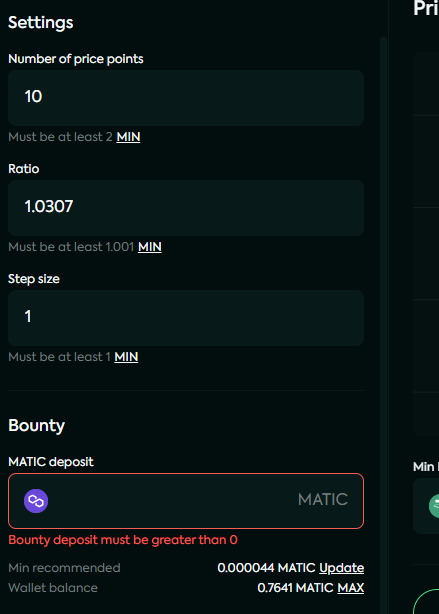 Settings
Number of price points
10
Must be at least 2 MIN
Ratio
1.0307
Must be at least 1.001 MIN
Step size
1
Must be at least 1 MIN
Bounty
MATIC deposit
MATIC
Bounty deposit must be greater than 0
Min recommended 0.000044 MATIC Update
Wallet balance 0.7641 MATIC MAX
Pri
Min